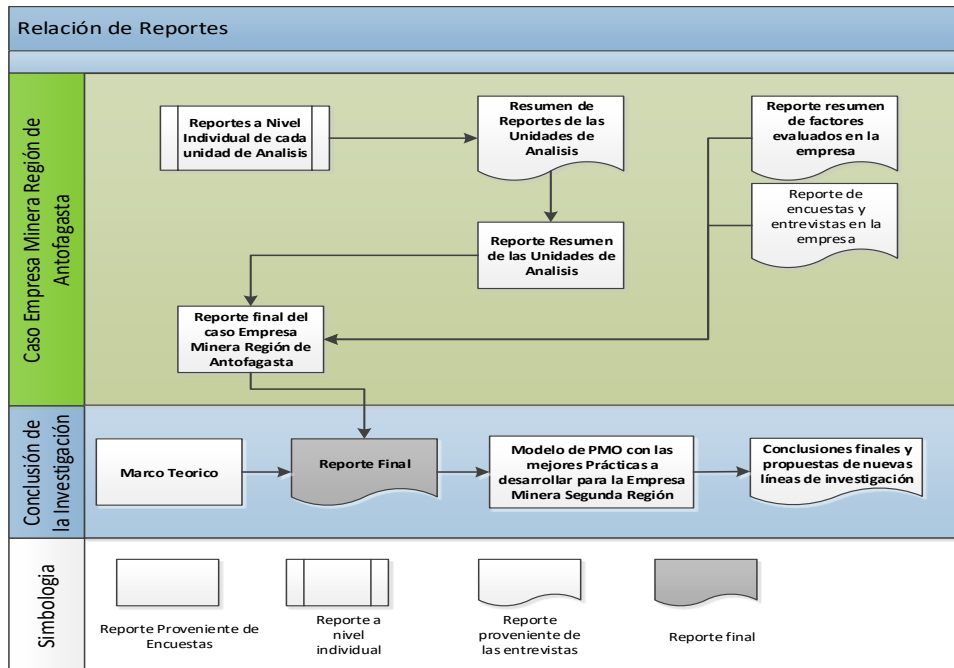 Relación de Reportes
Caso Empresa Minera Región de
Antofagasta
Reportes a Nivel
Individual de cada
unidad de Analisis
Resumen de
Reportes de las
Unidades de
Analisis
Reporte resumen
de factores
evaluados en la
empresa
Reporte de
encuestas y
entrevistas en la
empresa
Reporte Resumen
de las Unidades de
Analisis
Reporte final del
caso Empresa
Minera Región de
Antofagasta
Conclusión de
la Investigación
Marco Teorico
Reporte Final
Modelo de PMO con las
mejores Prácticas a
desarrollar para la Empresa
Minera Segunda Región
Conclusiones finales y
propuestas de nuevas
líneas de investigación
Simbologia
Reporte Proveniente de
Encuestas
Reporte a
nivel
individual
Reporte
proveniente de
las entrevistas
Reporte final